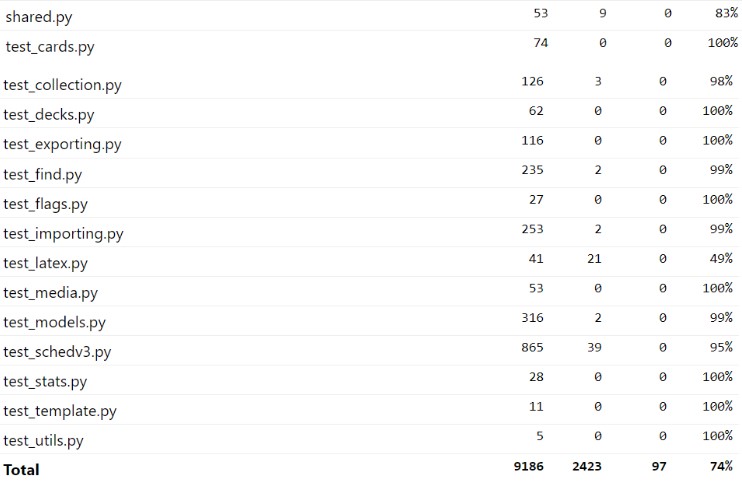 shared.py 53 9 0 83%
test_cards.py 74 0 0 100%
test_collection.py 126 3 0 98%
test_decks.py 62 0 0 100%
test_exporting.py 116 0 0 100%
test_find.py 235 2 0 99%
test_flags.py 27 0 0 100%
test_importing.py 253 2 0 99%
test_latex.py 41 21 0 49%
test_media.py 53 0 0 100%
test_models.py 316 2 0 99%
test_schedv3.py 865 39 0 95%
test_stats.py 28 0 0 100%
test_template.py 11 0 0 100%
test_utils.py 5 0 0 100%
Total 9186 2423 97 74%